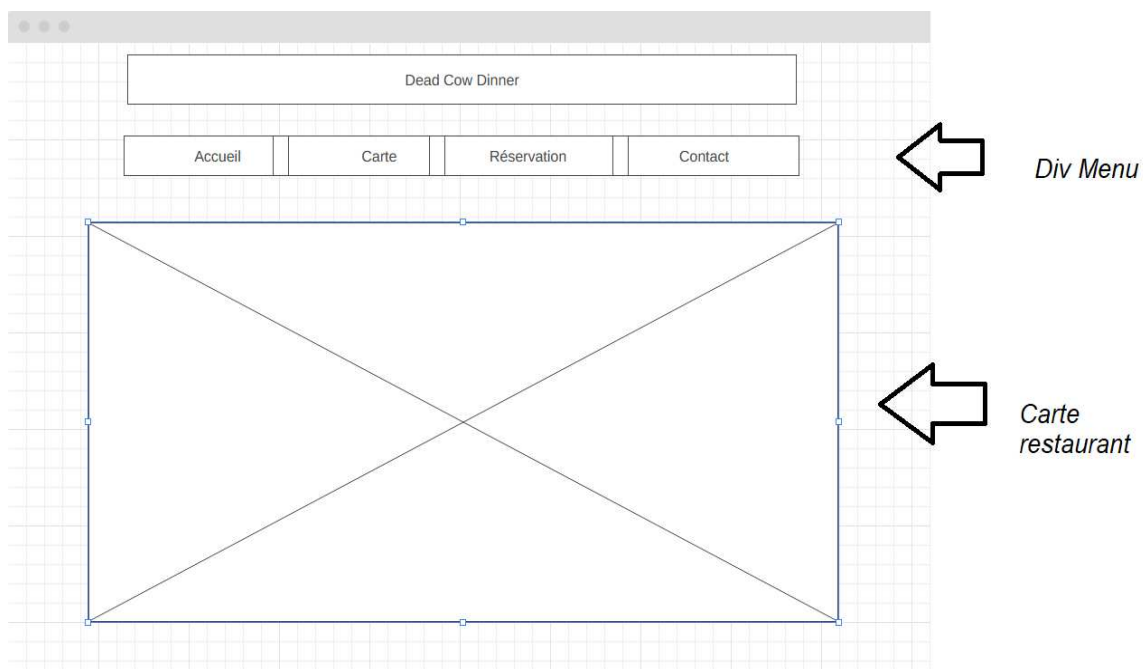 Dead Cow Dinner
Accueil
Carte
Réservation
Contact
Div Menu
Carte
restaurant